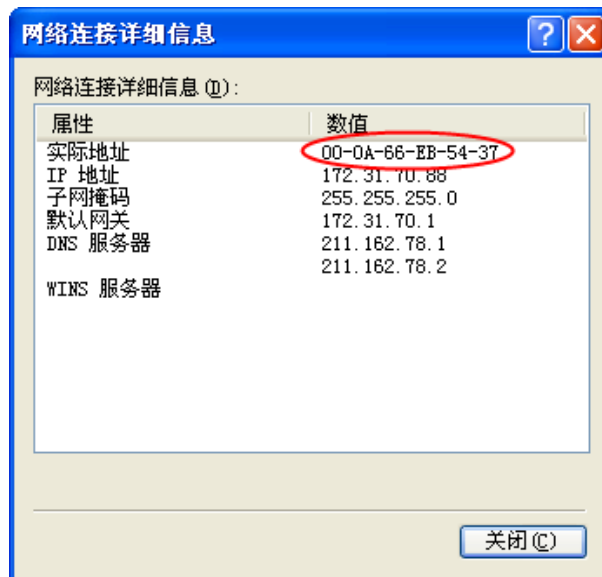 网络连接详细信息
网络连接详细信息(D):
属性 数值
实际地址 00-0A-66-EB-54-37
IP 地址 172.31.70.88
子网掩码 255.255.255.0
默认网关 172.31.70.1
DNS 服务器 211.162.78.1
211.162.78.2
WINS 服务器
关闭(C)